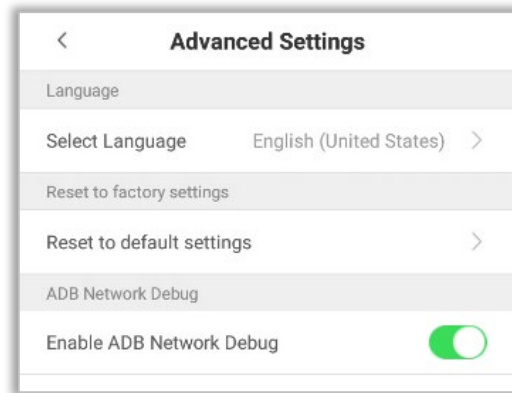 Advanced Settings
Language
Select Language English (United States)
Reset to factory settings
Reset to default settings
ADB Network Debug
Enable ADB Network Debug